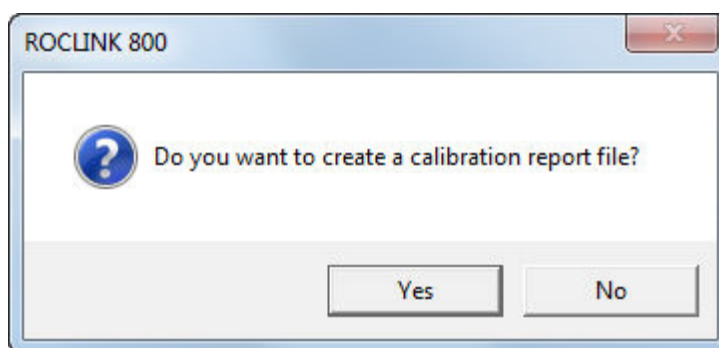 ROCLINK 800
Do you want to create a calibration report file?
Yes
No